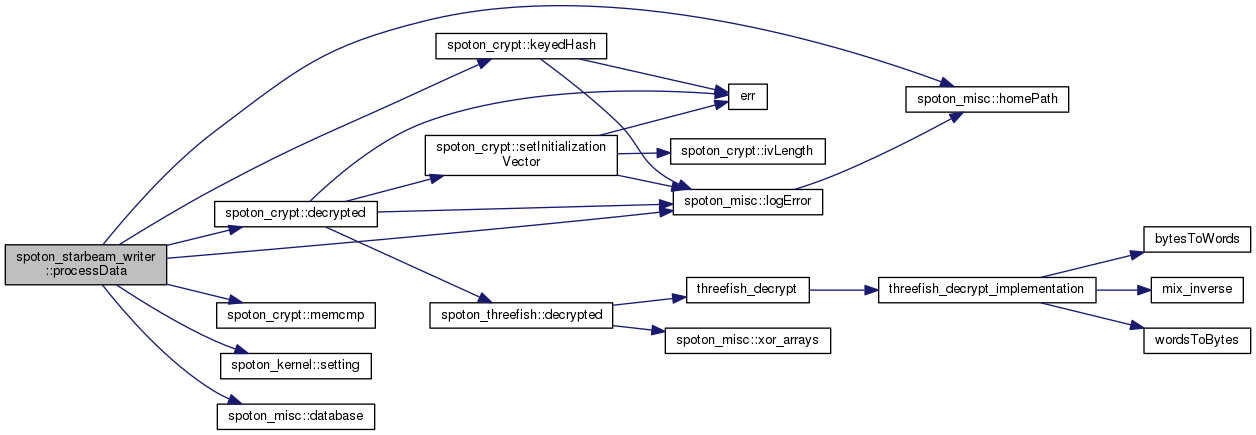 spoton_crypt::keyedHash
err
spoton_misc::homePath
spoton_crypt::setInitialization
Vector
spoton_crypt::ivLength
spoton_misc::logError
spoton_crypt::decrypted
spoton_starbeam_writer
::processData
bytesToWords
threefish_decrypt
threefish_decrypt_implementation
mix_inverse
spoton_crypt::memcmp
spoton_threefish::decrypted
spoton_misc::xor_arrays
wordsToBytes
spoton_kernel::setting
spoton_misc::database